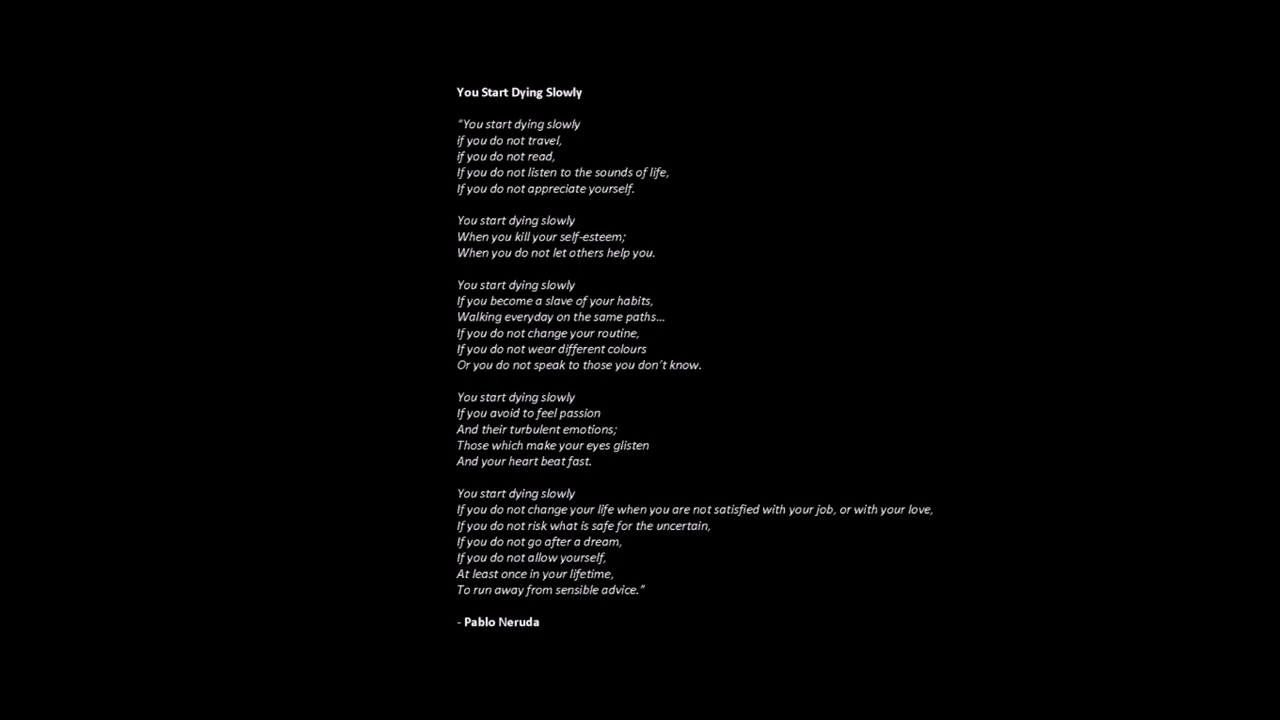 You Start Dying Slowly
“You start dying slowly
if you do not travel,
if you do not read,
If you do not listen to the sounds of life,
If you do not appreciate yourself.
You start dying slowly
When you kill your self-esteem;
When you do not let others help you.
You start dying slowly
If you become a slave of your habits,
Walking everyday on the same paths…
If you do not change your routine,
If you do not wear different colours
Or you do not speak to those you don’t know.
You start dying slowly
If you avoid to feel passion
And their turbulent emotions;
Those which make your eyes glisten
And your heart beat fast.
You start dying slowly
If you do not change your life when you are not satisfied with your job, or with your love,
If you do not risk what is safe for the uncertain,
If you do not go after a dream,
If you do not allow yourself,
At least once in your lifetime,
To run away from sensible advice.”
- Pablo Neruda